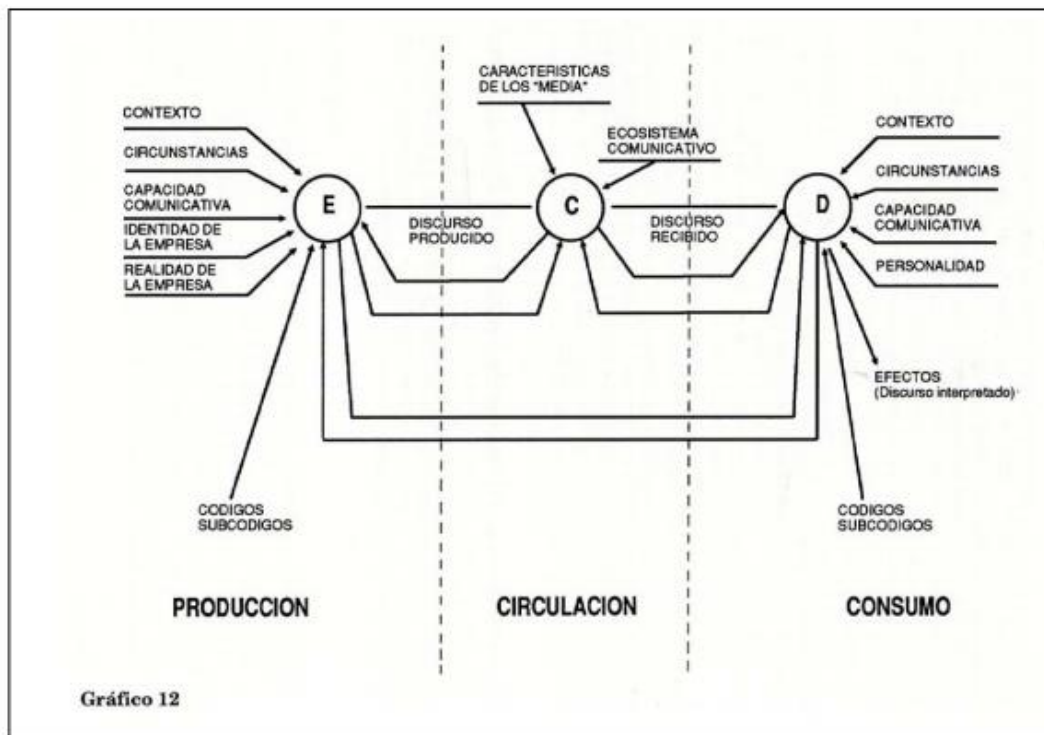 CARACTERISTICAS
DE LOS "MEDIA"
CONTEXTO
ECOSISTEMA
COMUNICATIVO
CONTEXTO
CIRCUNSTANCIAS
CIRCUNSTANCIAS
CAPACIDAD
COMUNICATIVA
E
C
D
CAPACIDAD
COMUNICATIVA
DISCURSO
PRODUCIDO
DISCURSO
RECIBIDO
IDENTIDAD DE
LA EMPRESA
REALIDAD DE
LA EMPRESA
PERSONALIDAD
EFECTOS
(Discurso interpretado)
CODIGOS
SUBCODIGOS
CODIGOS
SUBCODIGOS
PRODUCCION
CIRCULACION
CONSUMO
Gráfico 12